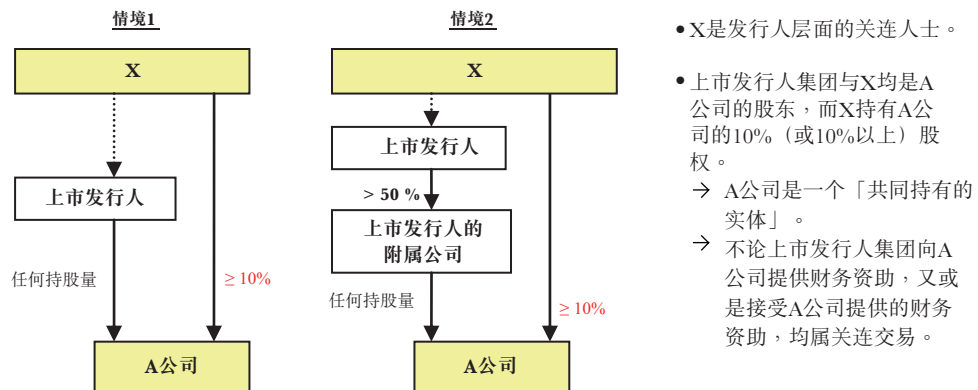 情境1
X
上市发行人
任何持股量
≥ 10%
A公司
情境2
X
上市发行人
> 50 %
上市发行人的
附属公司
任何持股量
≥ 10%
A公司
•X是发行人层面的关连人士。
•上市发行人集团与X均是A
公司的股东，而X持有A公
司的10%（或10%以上）股
权。
→ A公司是一个「共同持有的
实体」。
→ 不论上市发行人集团向A
公司提供财务资助，又或
是接受A公司提供的财务
资助，均属关连交易。